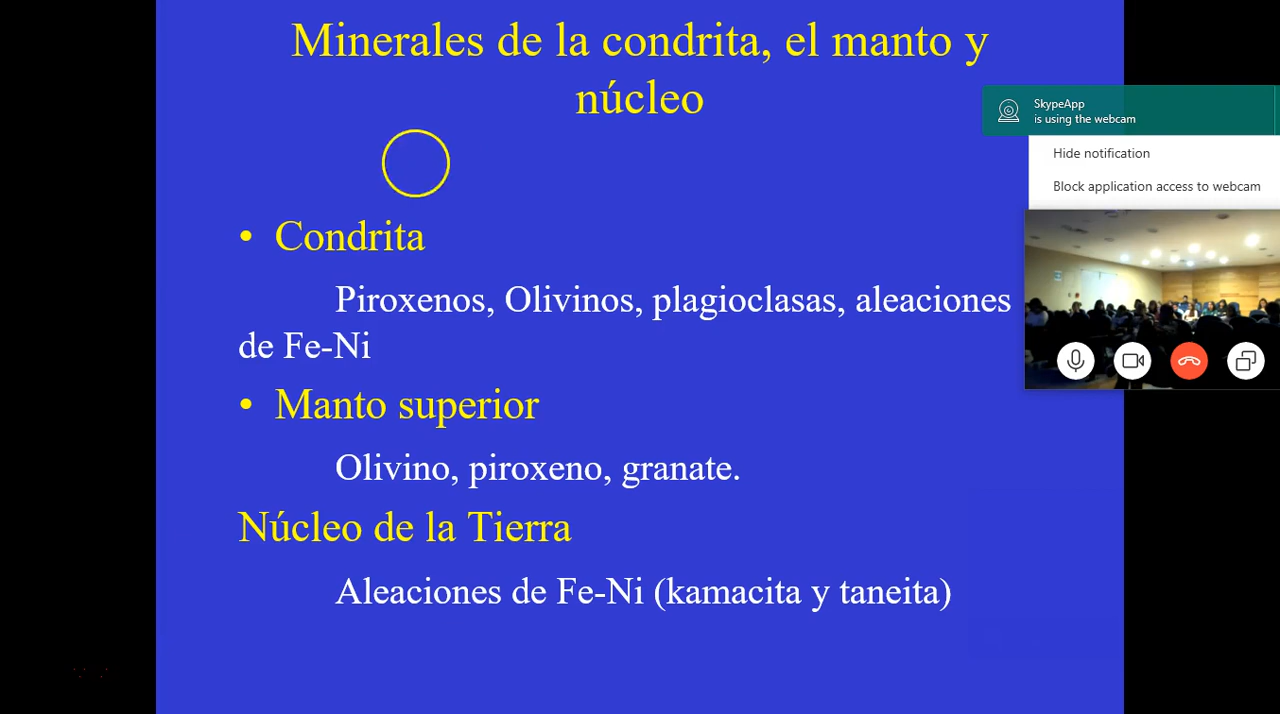 Minerales de la condrita, el manto y
núcleo
SkypeApp
is using the webcam
Hide notification
Block application access to webcam
• Condrita
Piroxenos, Olivinos, plagioclasas, aleaciones
de Fe-Ni
• Manto superior
Olivino, piroxeno, granate.
Núcleo de la Tierra
Aleaciones de Fe-Ni (kamacita y taneita)